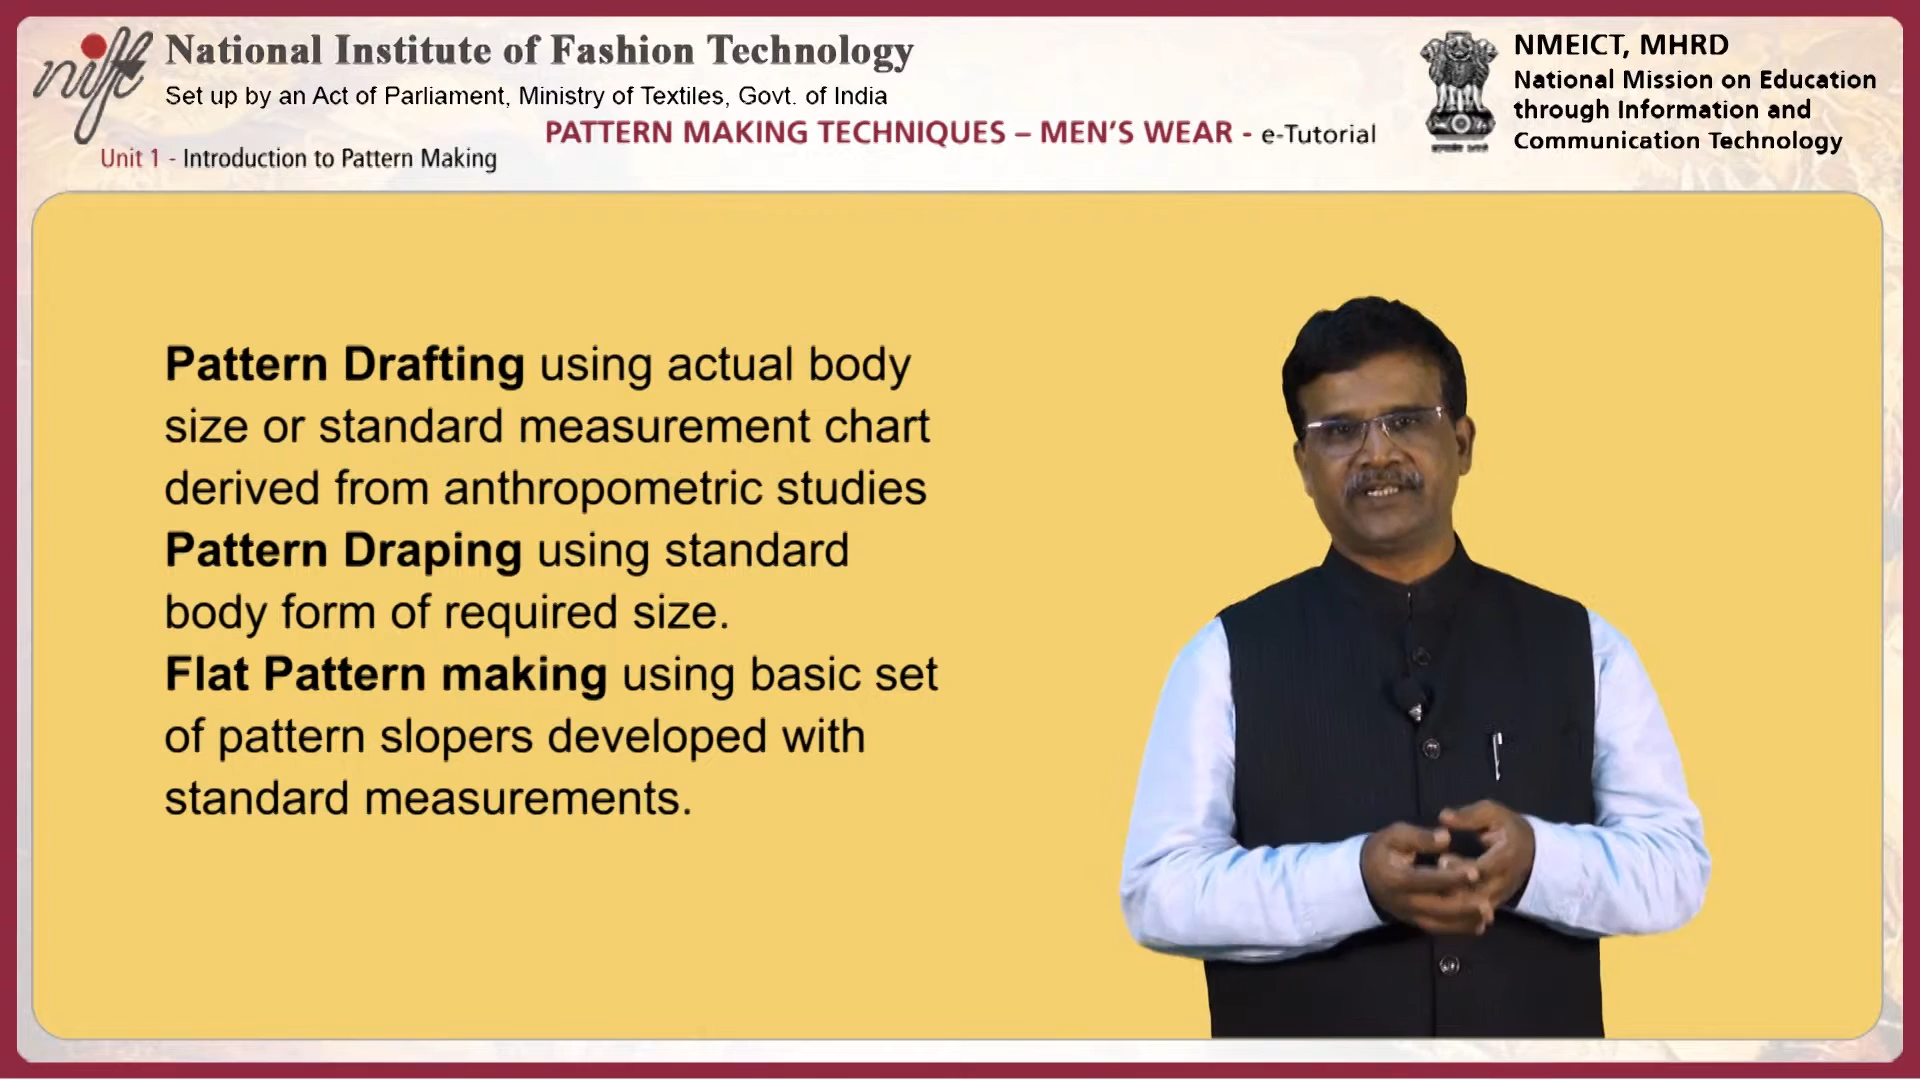 nift
National Institute of Fashion Technology
Set up by an Act of Parliament, Ministry of Textiles, Govt. of India
PATTERN MAKING TECHNIQUES – MEN'S WEAR - e-Tutorial
Unit 1 - Introduction to Pattern Making
NMEICT, MHRD
National Mission on Education
through Information and
Communication Technology
Pattern Drafting using actual body
size or standard measurement chart
derived from anthropometric studies
Pattern Draping using standard
body form of required size.
Flat Pattern making using basic set
of pattern slopers developed with
standard measurements.